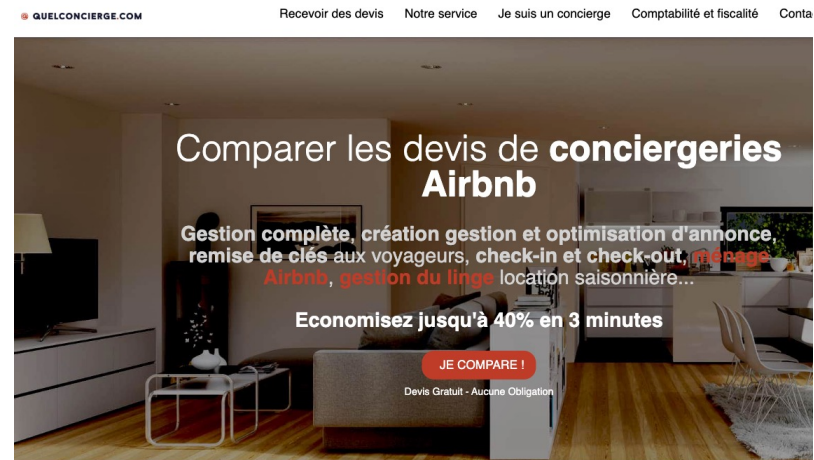 QUELCONCIERGE.COM
Recevoir des devis Notre service Je suis un concierge Comptabilité et fiscalité Conta
Comparer les devis de conciergeries
Airbnb
Gestion complète, création gestion et optimisation d'annonce,
remise de clés aux voyageurs, check-in et check-out, ménage
Airbnb, gestion du linge location saisonnière...
Economisez jusqu'à 40% en 3 minutes
JE COMPARE !
Devis Gratuit - Aucune Obligation